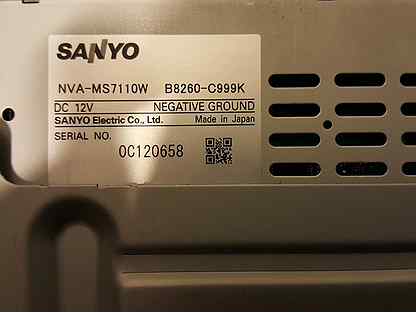 SANYO
NVA-MS7110W B8260-C999K
DC 12V NEGATIVE GROUND
SANYO Electric Co., Ltd. Made in Japan
SERIAL NO.
0C120658